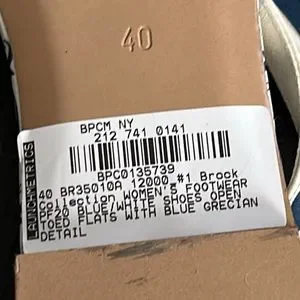 40
BPCM NY
212 741 0141
LAUNCHMETRICS
BPC0135739
40 BR35010A 12000 #1 Brock
Collection WOMEN'S FOOTWEAR
PF20 BLUE/WHIT SHOES OPEN
TOED FLATS WITH BLUE GRECIAN
DETAIL